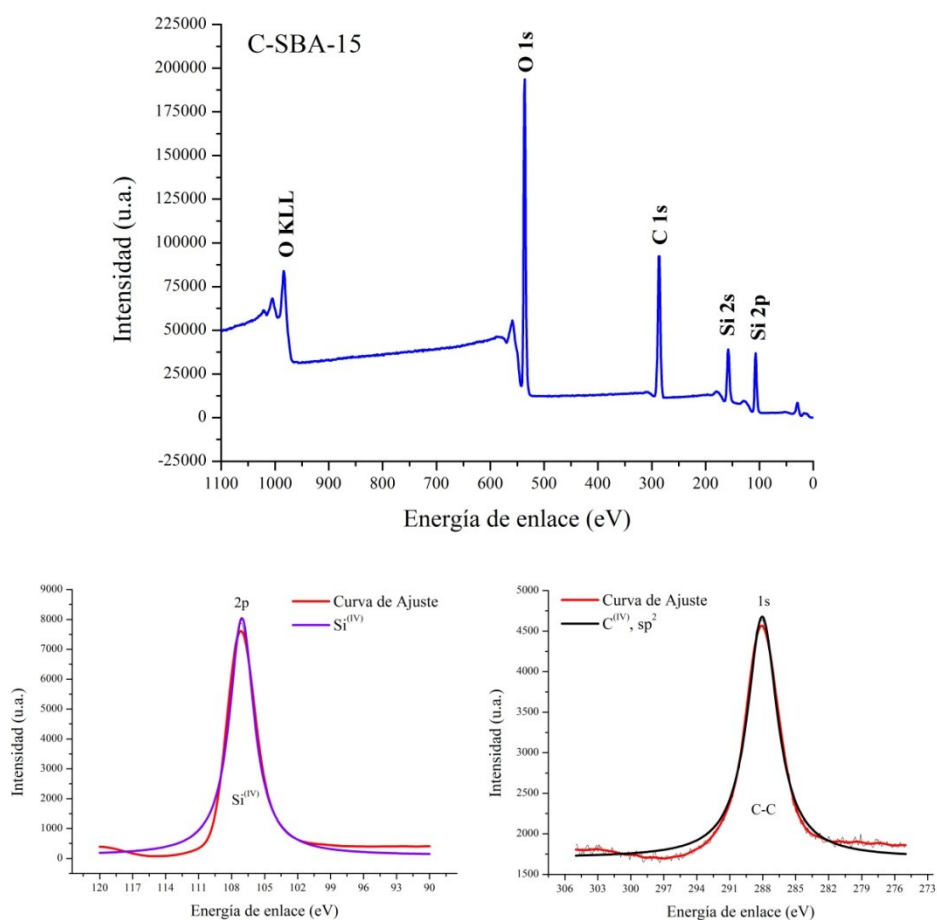 C-SBA-15
O 1s
C 1s
O KLL
Si 2s
Si 2p
225000
200000
175000
150000
125000
100000
75000
50000
25000
0
-25000
Intensidad (u.a.)
1100 1000 900 800 700 600 500 400 300 200 100 0
Energía de enlace (eV)
9000
8000
7000
6000
5000
4000
3000
2000
1000
0
Intensidad (u.a.)
2p
Curva de Ajuste
Si(IV)
Si(IV)
120 117 114 111 108 105 102 99 96 93 90
Energía de enlace (eV)
5000
4500
4000
3500
3000
2500
2000
1500
Intensidad (u.a.)
1s
Curva de Ajuste
C(IV), sp2
C-C
306 303 300 297 294 291 288 285 282 279 276 273
Energía de enlace (eV)